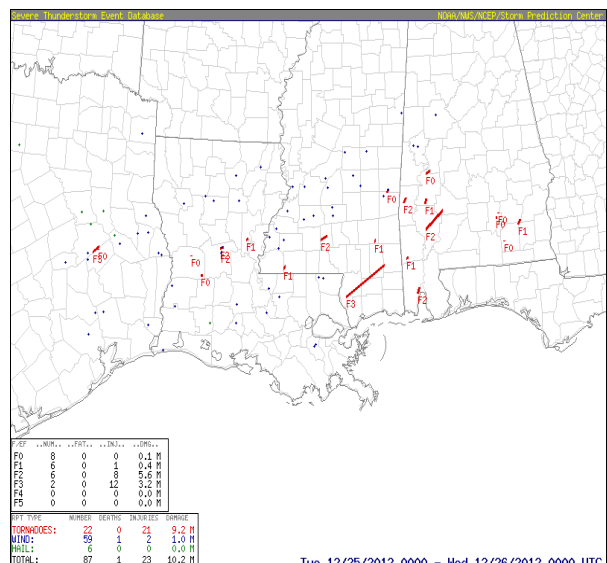 Severe Thunderstorm Event Database NOAA/NWS/NCEP/Storm Prediction Center
F0
F0
F2
F1
F0
F0
F1
F2
F1
F2
F1
F0
F3
F0
F2
F0
F1
F1
F0
F3
F2
F/EF ..NUM.. ..FAT.. ..INJ.. ..DMG..
F0 8 0 0 0.1 M
F1 6 0 1 0.4 M
F2 6 0 8 5.6 M
F3 2 0 12 3.2 M
F4 0 0 0 0.0 M
F5 0 0 0 0.0 M
RPT TYPE NUMBER DEATHS INJURIES DAMAGE
TORNADOES: 22 0 21 9.2 M
WIND: 59 1 2 1.0 M
HAIL: 6 0 0 0.0 M
TOTAL: 87 1 23 10.2 M
Tue 12/25/2012 0000 - Wed 12/26/2012 0000 UTC